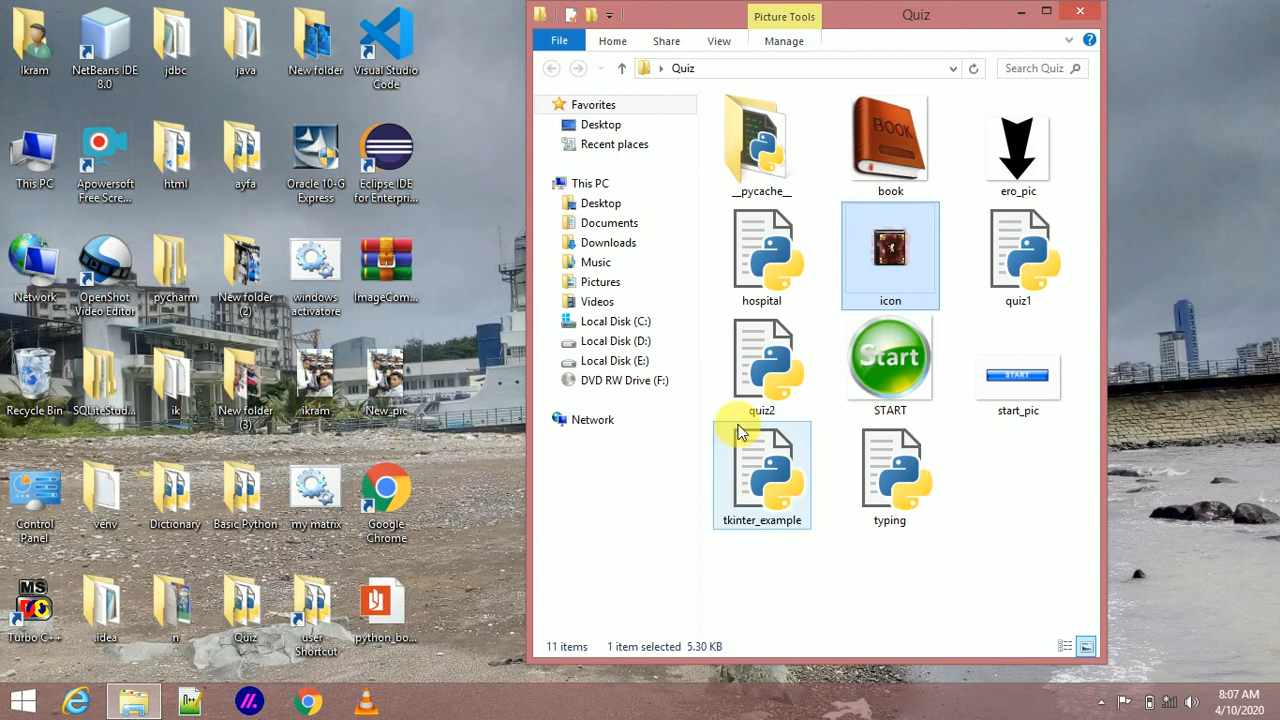 Ikram
NetBeans IDE
8.0
jdbc
java
New folder
Visual Studio
Code
This PC
Apowersoft
Free Scre...
html
ayfa
Oracle 10-G
Express
Eclipse IDE
for Enterpri...
Network
OpenShot
Video Editor
pycharm
New folder
(2)
windows
activatore
ImageCom...
Recycle Bin
SQLiteStud...
ik
New folder
(3)
ikram
New_pic
Control
Panel
venv
Dictionary
Basic Python
my matrix
Google
Chrome
MS
Turbo C++
.idea
n
Quiz
user
Shortcut
python_bo...
Picture Tools
Quiz
File
Home
Share
View
Manage
Quiz
Search Quiz
Favorites
Desktop
Recent places
This PC
Desktop
Documents
Downloads
Music
Pictures
Videos
Local Disk (C:)
Local Disk (D:)
Local Disk (E:)
DVD RW Drive (F:)
Network
__pycache__
BOOK
book
ero_pic
hospital
icon
quiz1
quiz2
Start
START
START
start_pic
tkinter_example
typing
11 items
1 item selected 5.30 KB
8:07 AM
4/10/2020